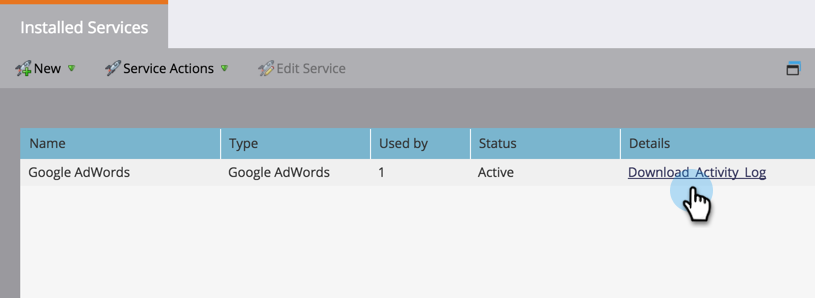 Installed Services
New Service Actions Edit Service
Name Type Used by Status Details
Google AdWords Google AdWords 1 Active Download Activity Log